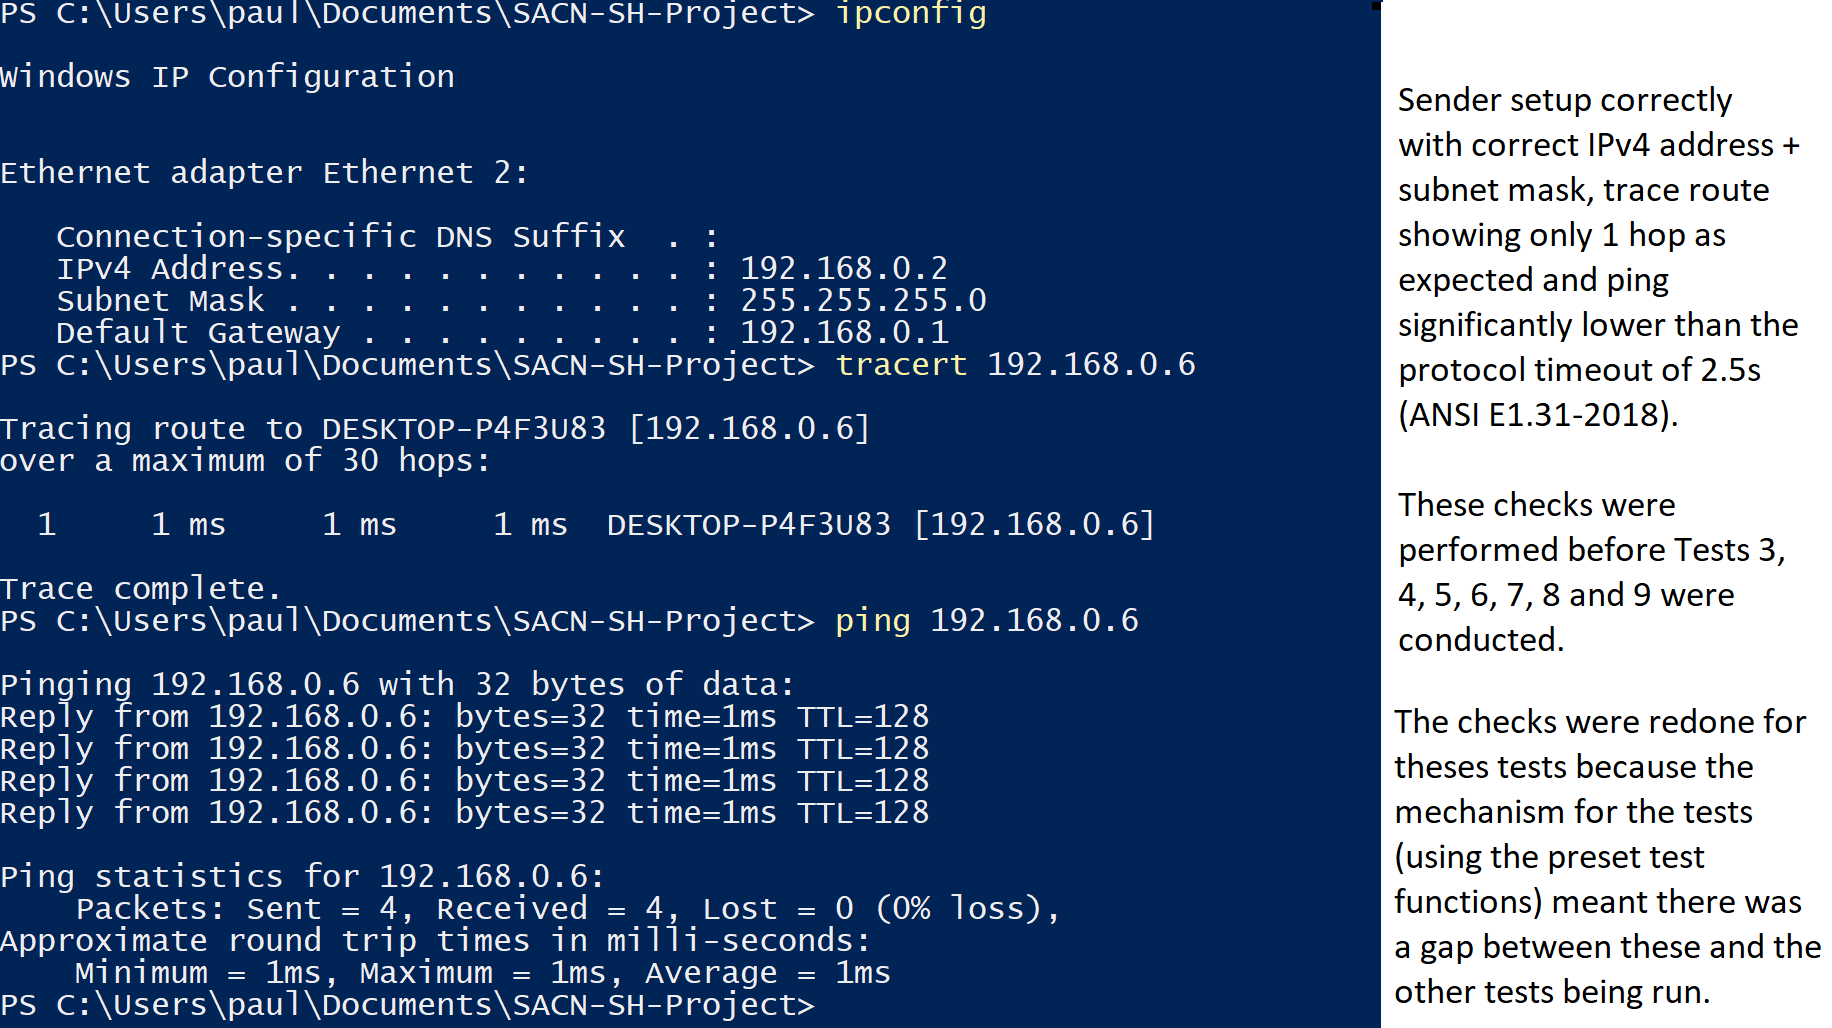 PS C:\Users\paul\Documents\SACN-SH-Project> ipconfig
Windows IP Configuration
Ethernet adapter Ethernet 2:
Connection-specific DNS Suffix . :
IPv4 Address. . . . . . . . . . . : 192.168.0.2
Subnet Mask . . . . . . . . . . . : 255.255.255.0
Default Gateway . . . . . . . . . : 192.168.0.1
PS C:\Users\paul\Documents\SACN-SH-Project> tracert 192.168.0.6
Tracing route to DESKTOP-P4F3U83 [192.168.0.6]
over a maximum of 30 hops:
1 1 ms 1 ms 1 ms DESKTOP-P4F3U83 [192.168.0.6]
Trace complete.
PS C:\Users\paul\Documents\SACN-SH-Project> ping 192.168.0.6
Pinging 192.168.0.6 with 32 bytes of data:
Reply from 192.168.0.6: bytes=32 time=1ms TTL=128
Reply from 192.168.0.6: bytes=32 time=1ms TTL=128
Reply from 192.168.0.6: bytes=32 time=1ms TTL=128
Reply from 192.168.0.6: bytes=32 time=1ms TTL=128
Ping statistics for 192.168.0.6:
Packets: Sent = 4, Received = 4, Lost = 0 (0% loss),
Approximate round trip times in milli-seconds:
Minimum = 1ms, Maximum = 1ms, Average = 1ms
PS C:\Users\paul\Documents\SACN-SH-Project>
Sender setup correctly
with correct IPv4 address +
subnet mask, trace route
showing only 1 hop as
expected and ping
significantly lower than the
protocol timeout of 2.5s
(ANSI E1.31-2018).
These checks were
performed before Tests 3,
4, 5, 6, 7, 8 and 9 were
conducted.
The checks were redone for
theses tests because the
mechanism for the tests
(using the preset test
functions) meant there was
a gap between these and the
other tests being run.